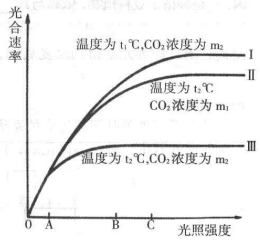 光合速率
温度为t₁℃,CO₂浓度为m₂
I
II
温度为t₂℃
CO₂浓度为m₁
III
温度为t₂℃,CO₂浓度为m₂
0 A B C
光照强度